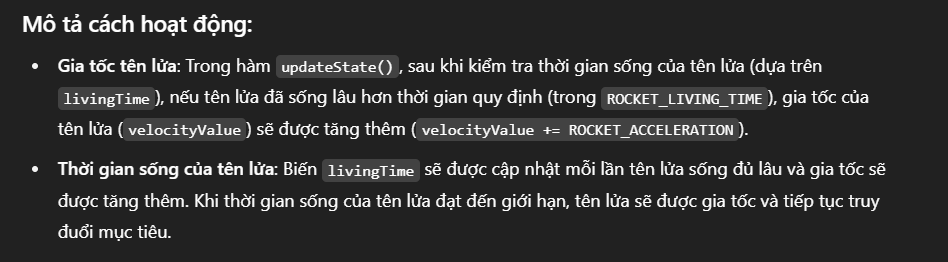 Mô tả cách hoạt động:
• Gia tốc tên lửa: Trong hàm updateState(), sau khi kiểm tra thời gian sống của tên lửa (dựa trên
livingTime), nếu tên lửa đã sống lâu hơn thời gian quy định (trong ROCKET_LIVING_TIME), gia tốc của
tên lửa (velocityValue) sẽ được tăng thêm (velocityValue += ROCKET_ACCELERATION).
• Thời gian sống của tên lửa: Biến livingTime sẽ được cập nhật mỗi lần tên lửa sống đủ lâu và gia tốc sẽ
được tăng thêm. Khi thời gian sống của tên lửa đạt đến giới hạn, tên lửa sẽ được gia tốc và tiếp tục truy
đuổi mục tiêu.